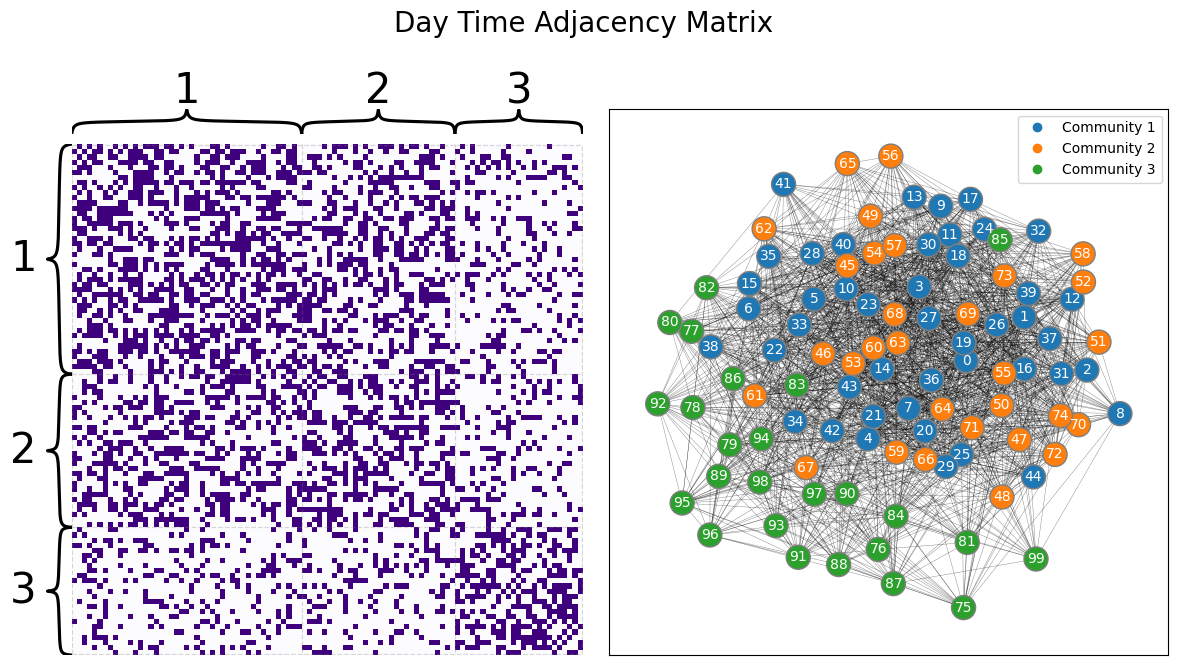 Day Time Adjacency Matrix
1 2 3
1
2
3
Community 1
Community 2
Community 3
56
65
41
13 9 17
49
62 24 32
11 85
40 57 30
28 54 18 58
35 45
73
15 82 10 3 39 52 12
5 23
6 68 27 69 1
80 77 33 26
38 22 46 60 63 19 37 51
53 14 0 16 2
86 83 43 36 55 31
61
92 78 7 64 50 8
34 21 74 70
42 20 71
79 94 4 47
59 66 25 72
67 29
89 98 44
97 90 48
95
93 84
96 81
91 88 76 99
87
75